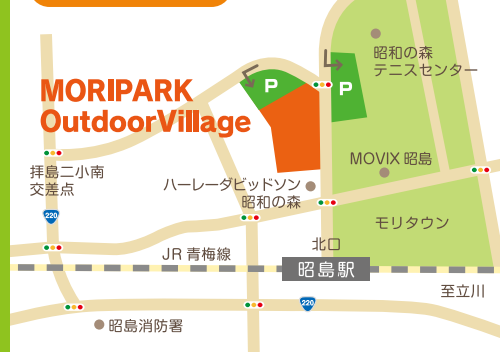 昭和の森
テニスセンター
P
P
MORIPARK
OutdoorVillage
MOVIX 昭島
拝島二小南
交差点
ハーレーダビッドソン
昭和の森
220
モリタウン
北口
JR 青梅線
昭島駅
至立川
220
昭島消防署